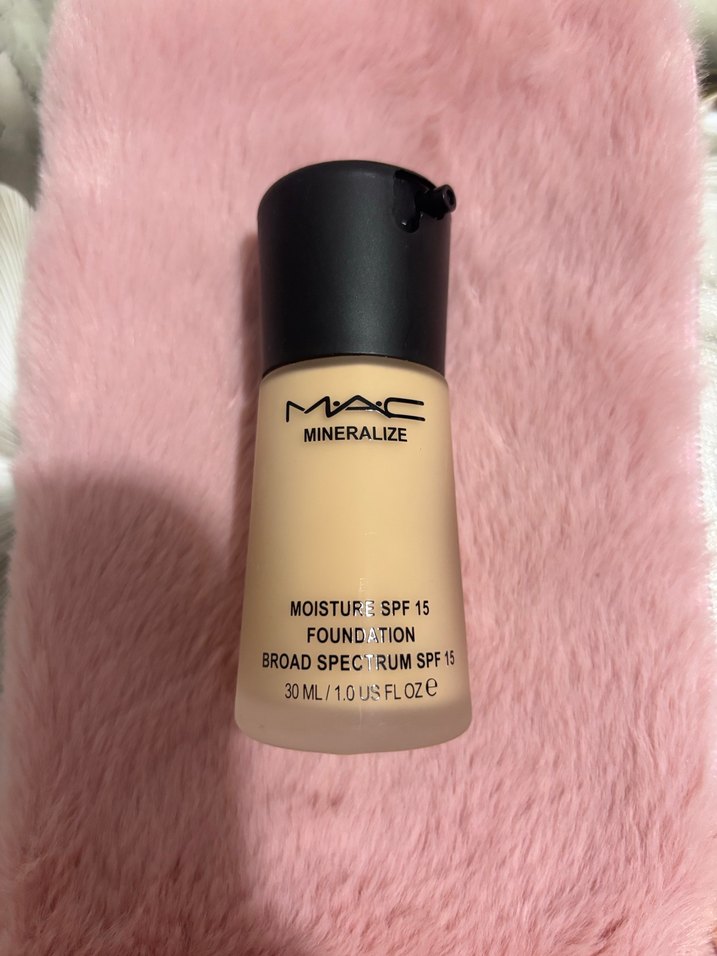 M·A·C
MINERALIZE
MOISTURE SPF 15
FOUNDATION
BROAD SPECTRUM SPF 15
30 ML / 1.0 US FL OZ ℮